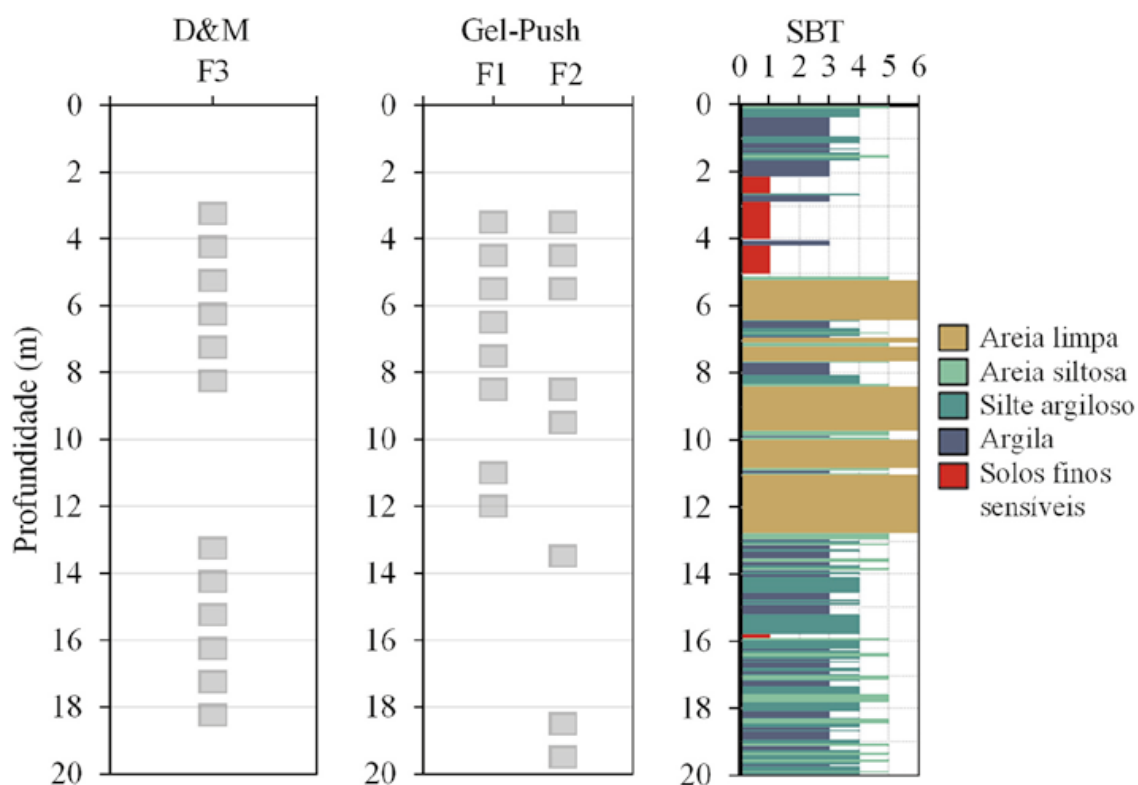 D&M
F3
Gel-Push
F1 F2
SBT
0 1 2 3 4 5 6
Profundidade (m)
0
2
4
6
8
10
12
14
16
18
20
0
2
4
6
8
10
12
14
16
18
20
0
2
4
6
8
10
12
14
16
18
20
Areia limpa
Areia siltosa
Silte argiloso
Argila
Solos finos
sensíveis